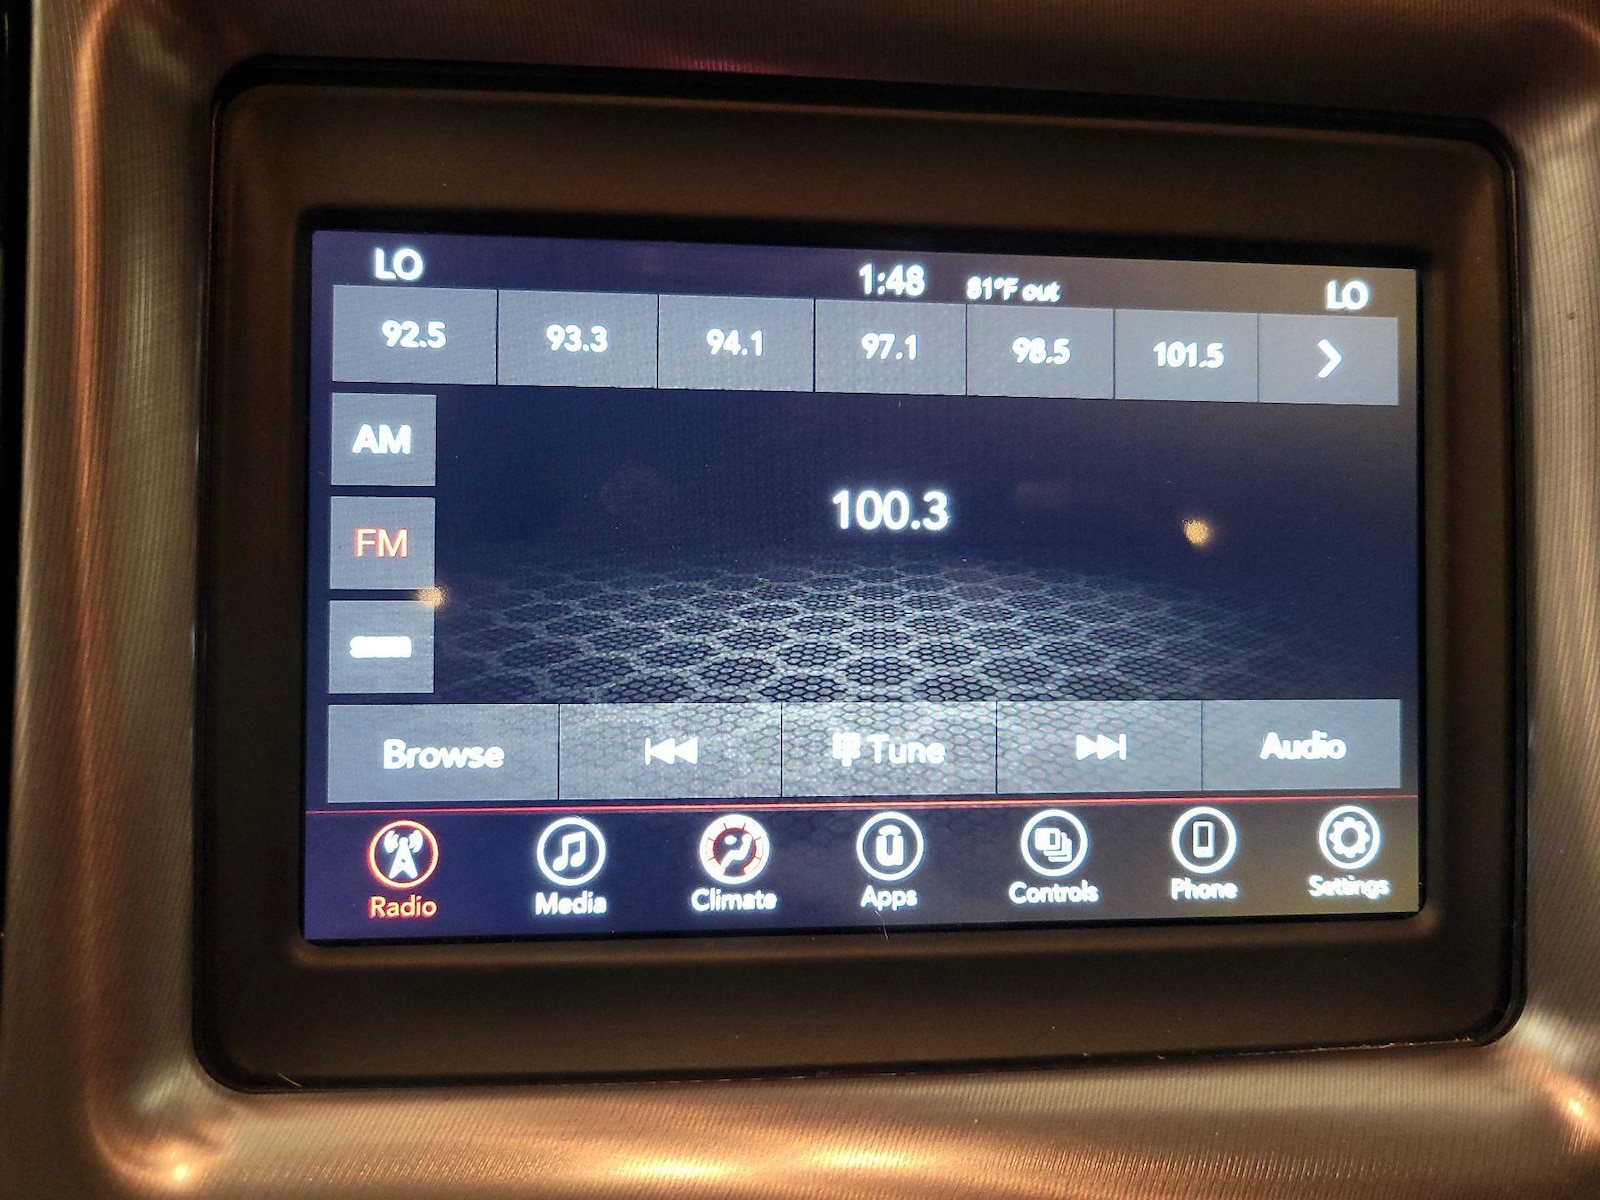 LO 1:48 81°F out LO
92.5 93.3 94.1 97.1 98.5 101.5
AM
100.3
FM
Browse Tune Audio
Radio Media Climate Apps Controls Phone Settings